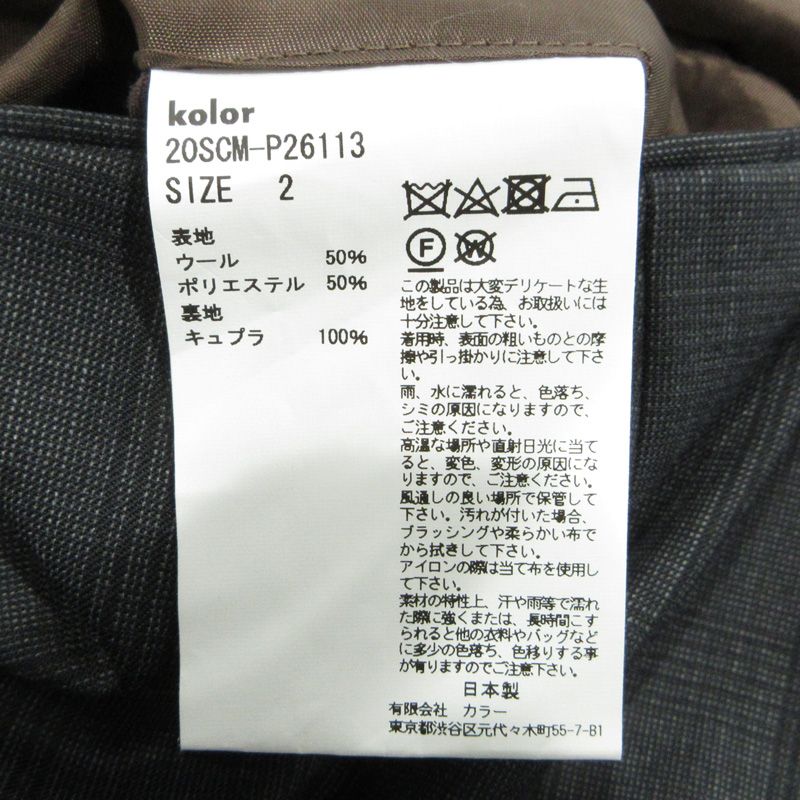 kolor
20SCM-P26113
SIZE 2
表地
ウール 50%
ポリエステル 50%
裏地
キュプラ 100%
F
W
この製品は大変デリケートな生
地をしている為、お取扱いには
十分注意して下さい。
着用時、表面の粗いものとの摩
擦や引っ掛かりに注意して下さ
い。
雨、水に濡れると、色落ち、
シミの原因になりますので、
ご注意ください。
高温な場所や直射日光に当て
ると、変色、変形の原因にな
りますので、ご注意ください。
風通しの良い場所で保管して
下さい。汚れが付いた場合、
ブラッシングや柔らかい布で
から拭きして下さい。
アイロンの際は当て布を使用し
て下さい。
素材の特性上、汗や雨等で濡れ
た際に強くまたは、長時間こす
られると他の衣料やバッグなど
に多少の色落ち、色移りする事
が有りますのでご注意下さい。
日本製
有限会社 カラー
東京都渋谷区元代々木町55-7-B1